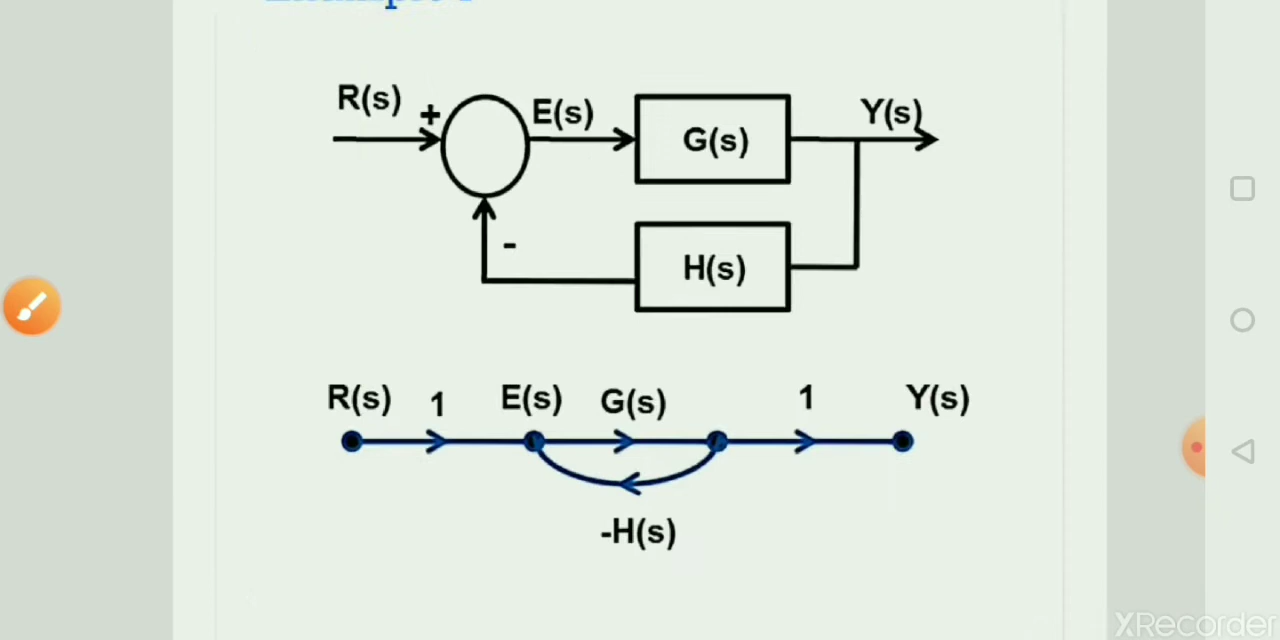 R(s) + E(s) Y(s)
G(s)
-
H(s)
R(s) 1 E(s) G(s) 1 Y(s)
-H(s)
XRecorder